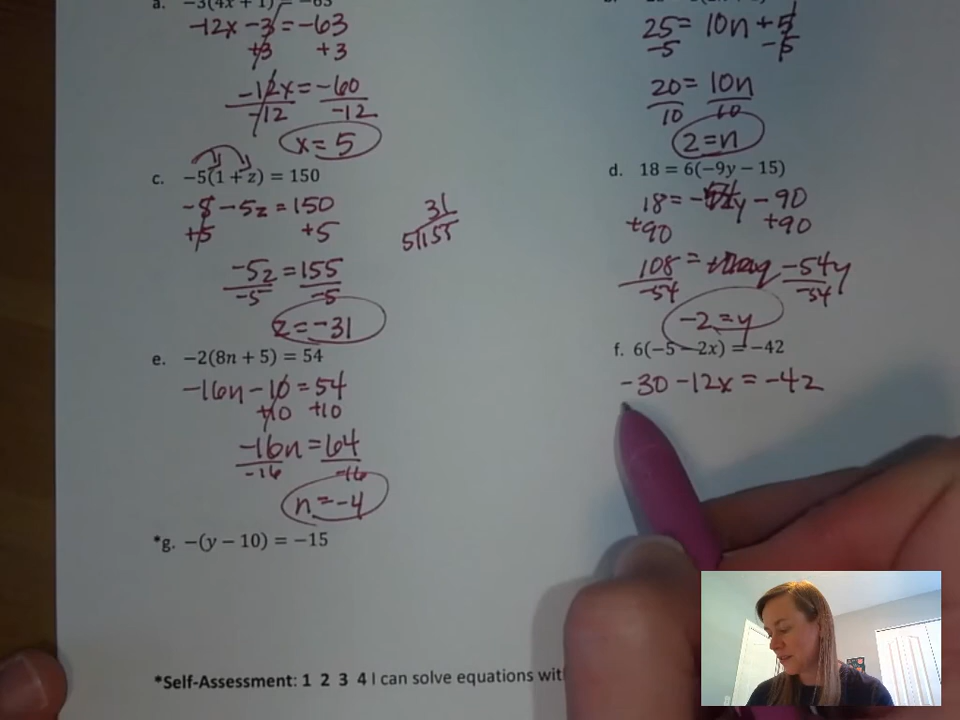 a. −3(4x + 1) = −63
-12x - 3 = -63
+3 +3
-12x = -60
-12 -12
x = 5
25 = 10n + 5
-5 -5
20 = 10n
10 10
2 = n
c. −5(1 + z) = 150
-5 - 5z = 150
+5 +5
31
5 155
-5z = 155
-5 -5
z = -31
d. 18 = 6(−9y − 15)
18 = - y - 90
+90 +90
108 = -54y
-54 -54
-2 = y
e. −2(8n + 5) = 54
-16n - 10 = 54
+10 +10
-16n = 64
-16 -16
n = -4
f. 6(−5 − 2x) = −42
-30 - 12x = -42
*g. −(y − 10) = −15
*Self-Assessment: 1 2 3 4 I can solve equations wit